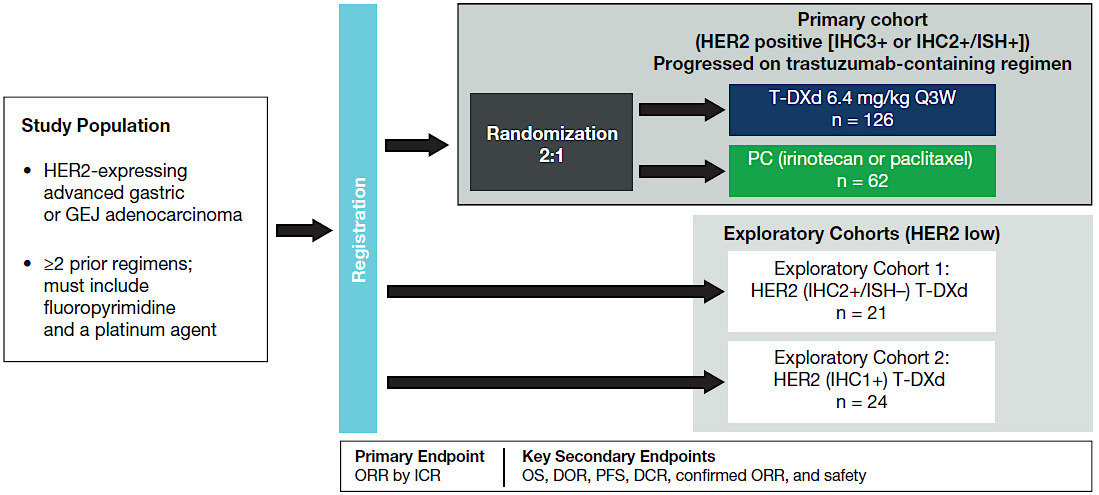 Study Population
• HER2-expressing
advanced gastric
or GEJ adenocarcinoma
• ≥2 prior regimens;
must include
fluoropyrimidine
and a platinum agent
Registration
Primary cohort
(HER2 positive [IHC3+ or IHC2+/ISH+])
Progressed on trastuzumab-containing regimen
Randomization
2:1
T-DXd 6.4 mg/kg Q3W
n = 126
PC (irinotecan or paclitaxel)
n = 62
Exploratory Cohorts (HER2 low)
Exploratory Cohort 1:
HER2 (IHC2+/ISH–) T-DXd
n = 21
Exploratory Cohort 2:
HER2 (IHC1+) T-DXd
n = 24
Primary Endpoint
ORR by ICR
Key Secondary Endpoints
OS, DOR, PFS, DCR, confirmed ORR, and safety